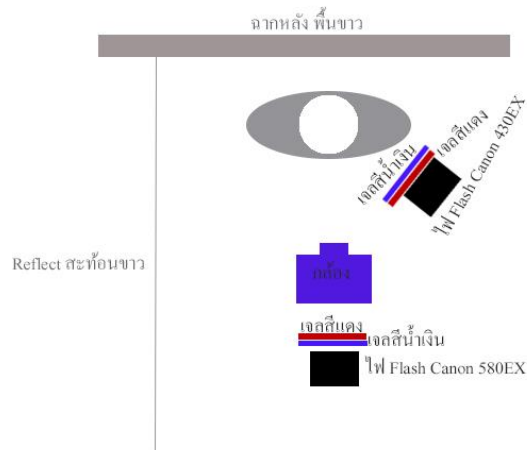 ฉากหลัง พื้นขาว
เจลสีแดง
เจลสีน้ำเงิน
ไฟ Flash Canon 430EX
Reflect สะท้อนขาว
กล้อง
เจลสีแดง
เจลสีน้ำเงิน
ไฟ Flash Canon 580EX